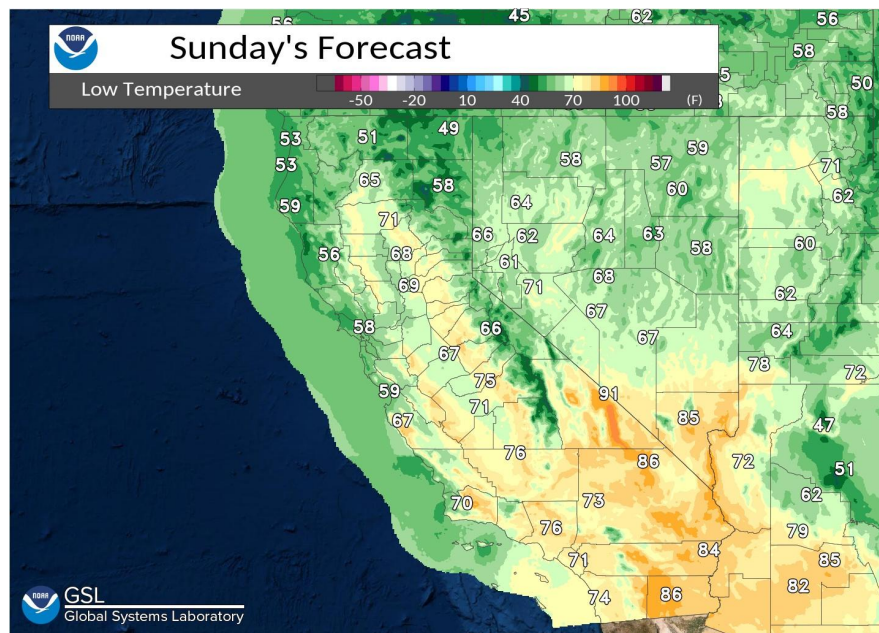 56 45 62 56
NOAA
Sunday's Forecast
58
Low Temperature
50
-50 -20 10 40 70 100 (F)
58
53 51 49 59
53 58 57 71
65 58 60 62
59 64
71
66 62 64 63 58 60
56 68
61
69 71 68 62
67
58 66 67 64
67 78 72
75
59 71 91
67 85 47
76 86 72 51
70 73 62
76 79
71 84 85
74 86 82
NOAA
GSL
Global Systems Laboratory